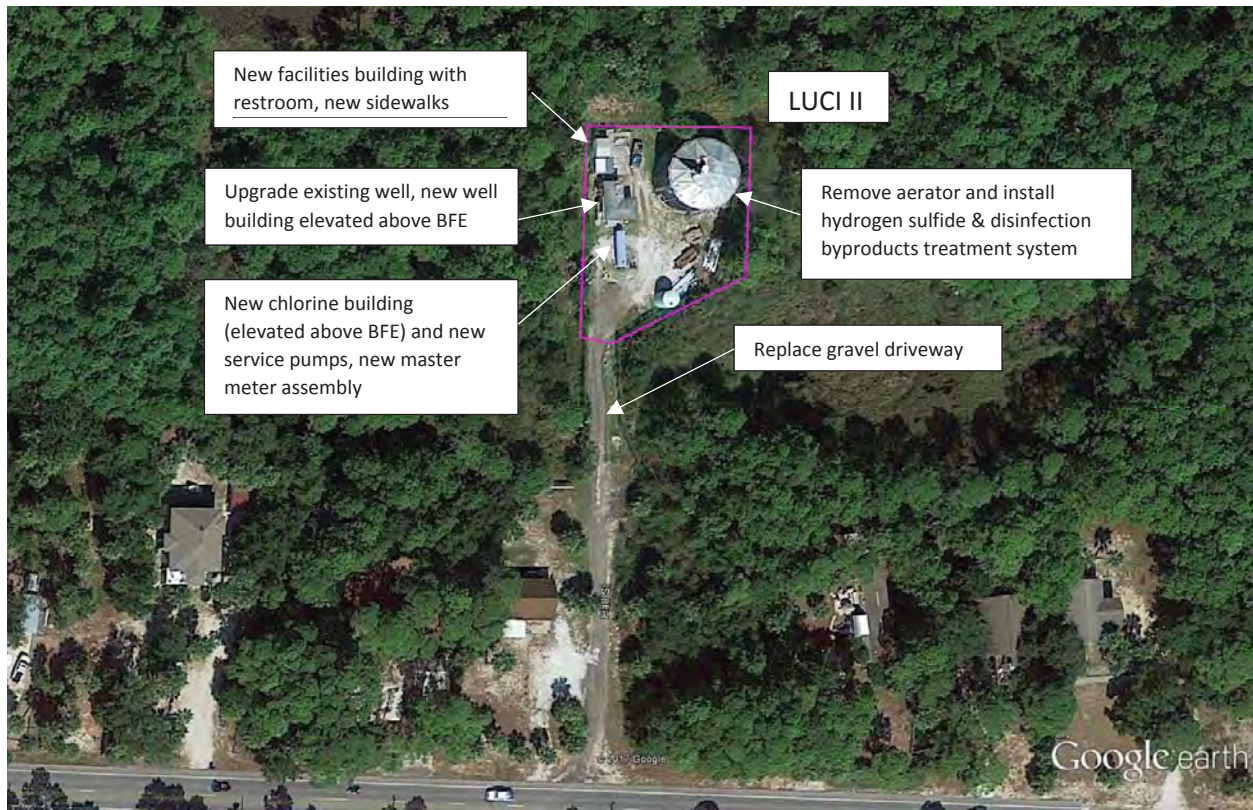 New facilities building with
restroom, new sidewalks
LUCI II
Upgrade existing well, new well
building elevated above BFE
Remove aerator and install
hydrogen sulfide & disinfection
byproducts treatment system
New chlorine building
(elevated above BFE) and new
service pumps, new master
meter assembly
Replace gravel driveway
Hall St
Google earth